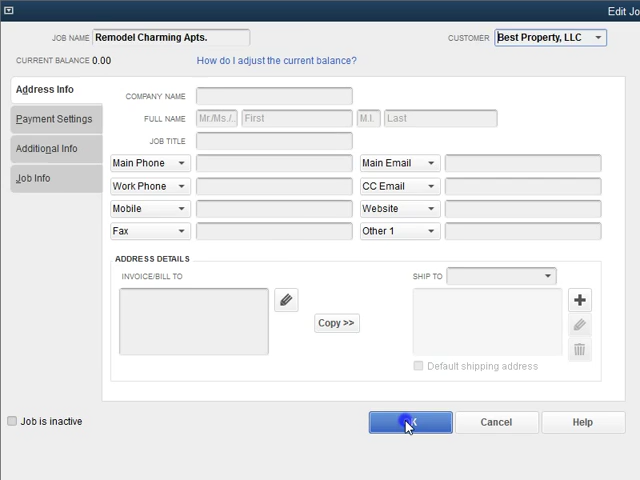 Edit Jo
JOB NAME Remodel Charming Apts. CUSTOMER Best Property, LLC
CURRENT BALANCE 0.00 How do I adjust the current balance?
Address Info
Payment Settings
Additional Info
Job Info
COMPANY NAME
FULL NAME Mr/Ms./.. First M.I. Last
JOB TITLE
Main Phone Main Email
Work Phone CC Email
Mobile Website
Fax Other 1
ADDRESS DETAILS
INVOICE/BILL TO SHIP TO
Copy >>
Default shipping address
Job is inactive Cancel Help